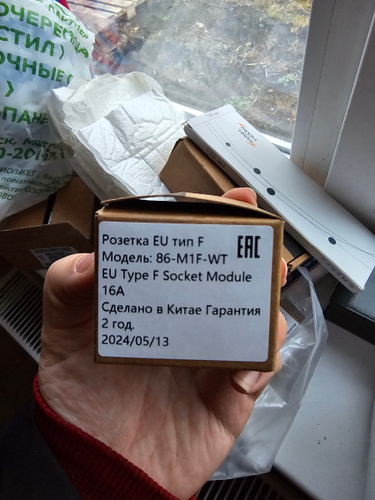 Розетка EU тип F
EAC
Модель: 86-M1F-WT
EU Type F Socket Module
16A
Сделано в Китае Гарантия
2 год.
2024/05/13